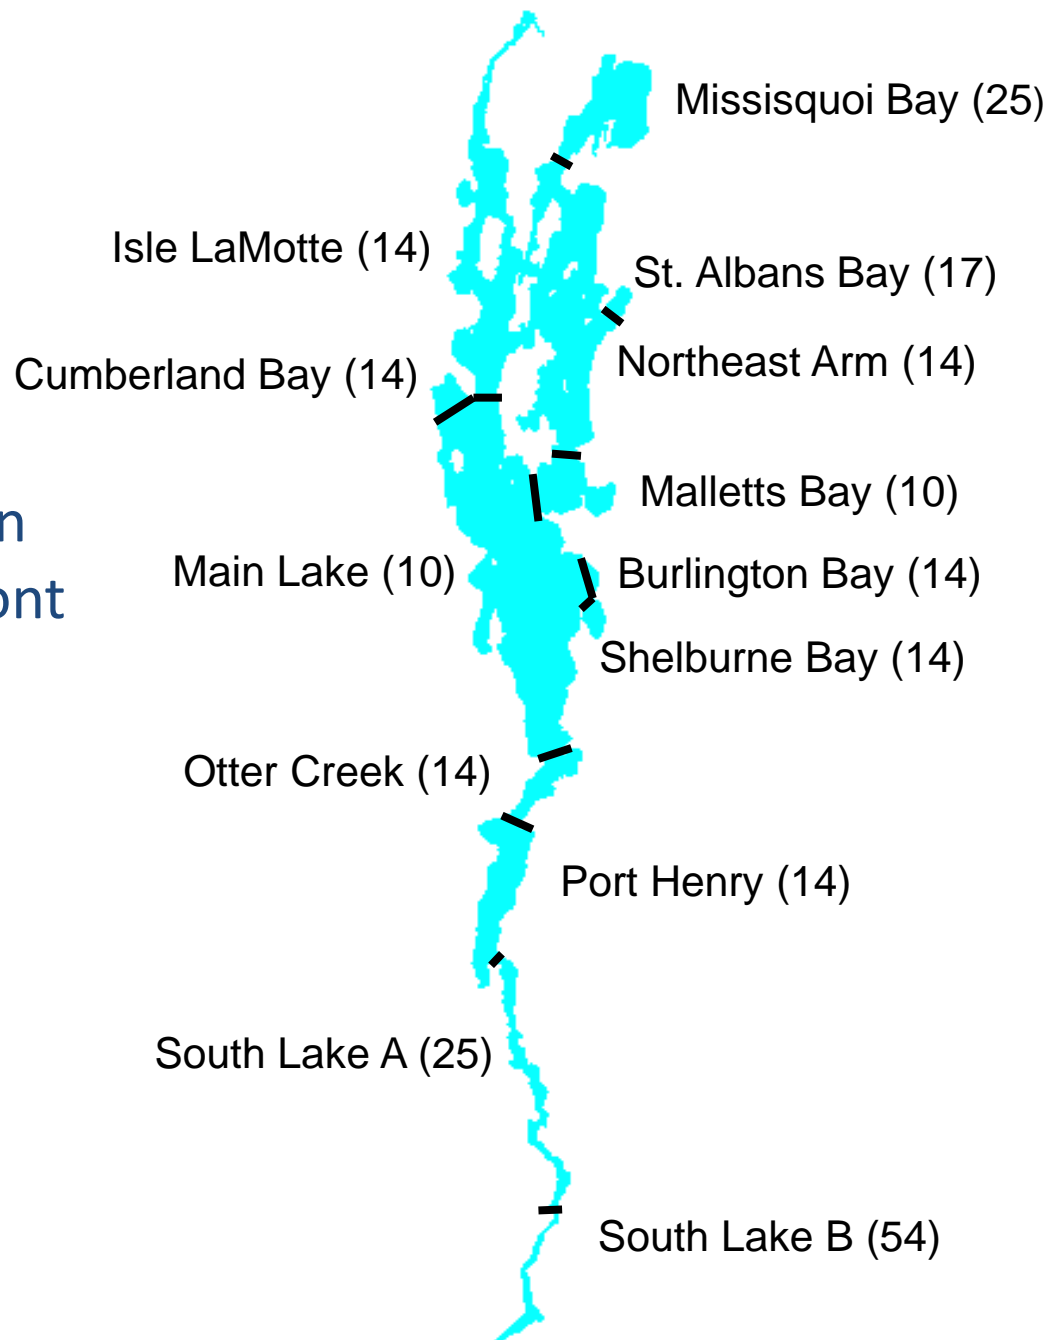 Missisquoi Bay (25)
Isle LaMotte (14)
St. Albans Bay (17)
Northeast Arm (14)
Cumberland Bay (14)
Malletts Bay (10)
n
Main Lake (10)
Burlington Bay (14)
ont
Shelburne Bay (14)
Otter Creek (14)
Port Henry (14)
South Lake A (25)
South Lake B (54)